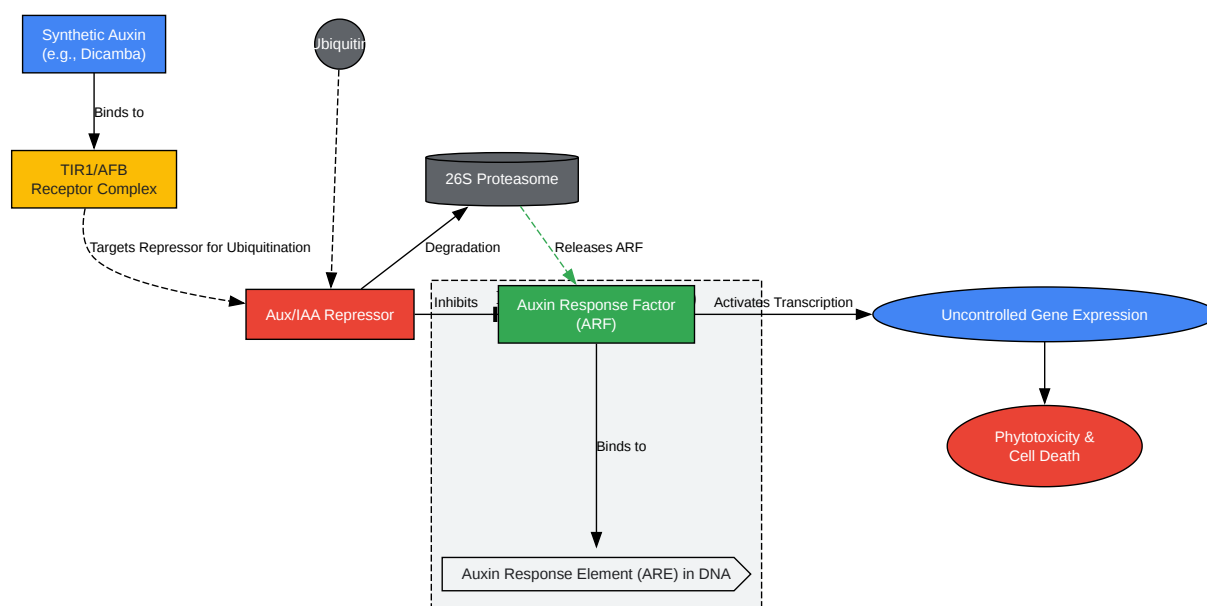 Synthetic Auxin
(e.g., Dicamba)
Ubiquitin
Binds to
TIR1/AFB
Receptor Complex
26S Proteasome
Targets Repressor for Ubiquitination
Degradation
Releases ARF
Aux/IAA Repressor
Inhibits
Auxin Response Factor
(ARF)
Activates Transcription
Uncontrolled Gene Expression
Binds to
Phytotoxicity &
Cell Death
Auxin Response Element (ARE) in DNA